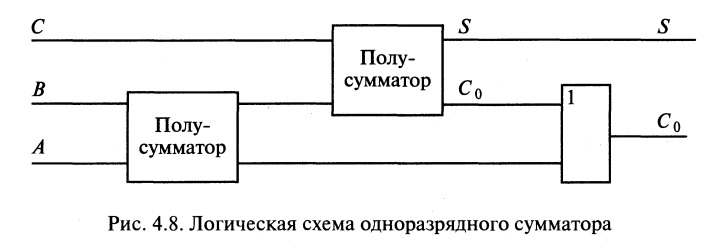 C
S
S
Полу-
сумматор
B
C₀
1
Полу-
сумматор
C₀
A
Рис. 4.8. Логическая схема одноразрядного сумматора